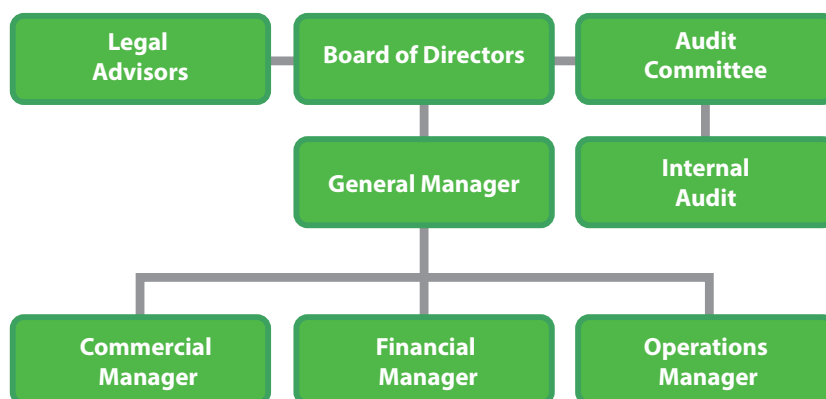 Legal
Advisors
Board of Directors
Audit
Committee
General Manager
Internal
Audit
Commercial
Manager
Financial
Manager
Operations
Manager